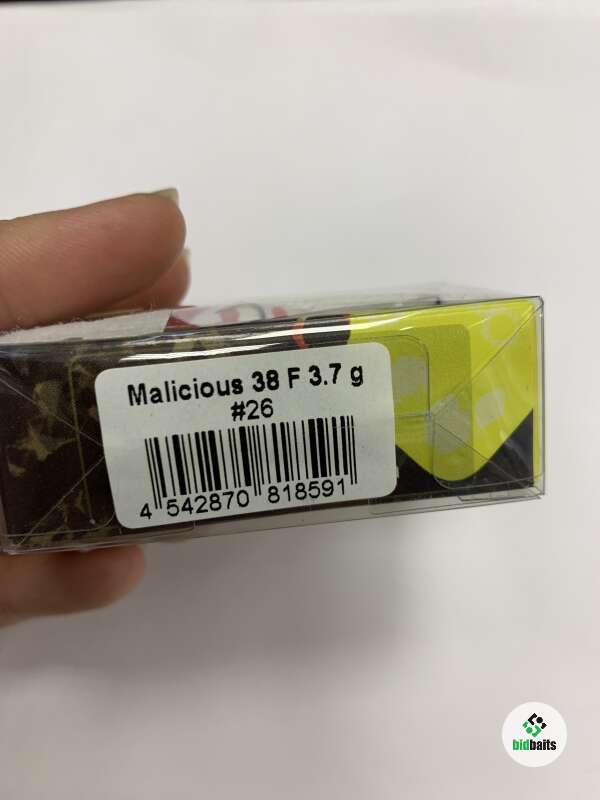 Malicious 38 F 3.7 g
#26
4 542870 818591
bidbaits